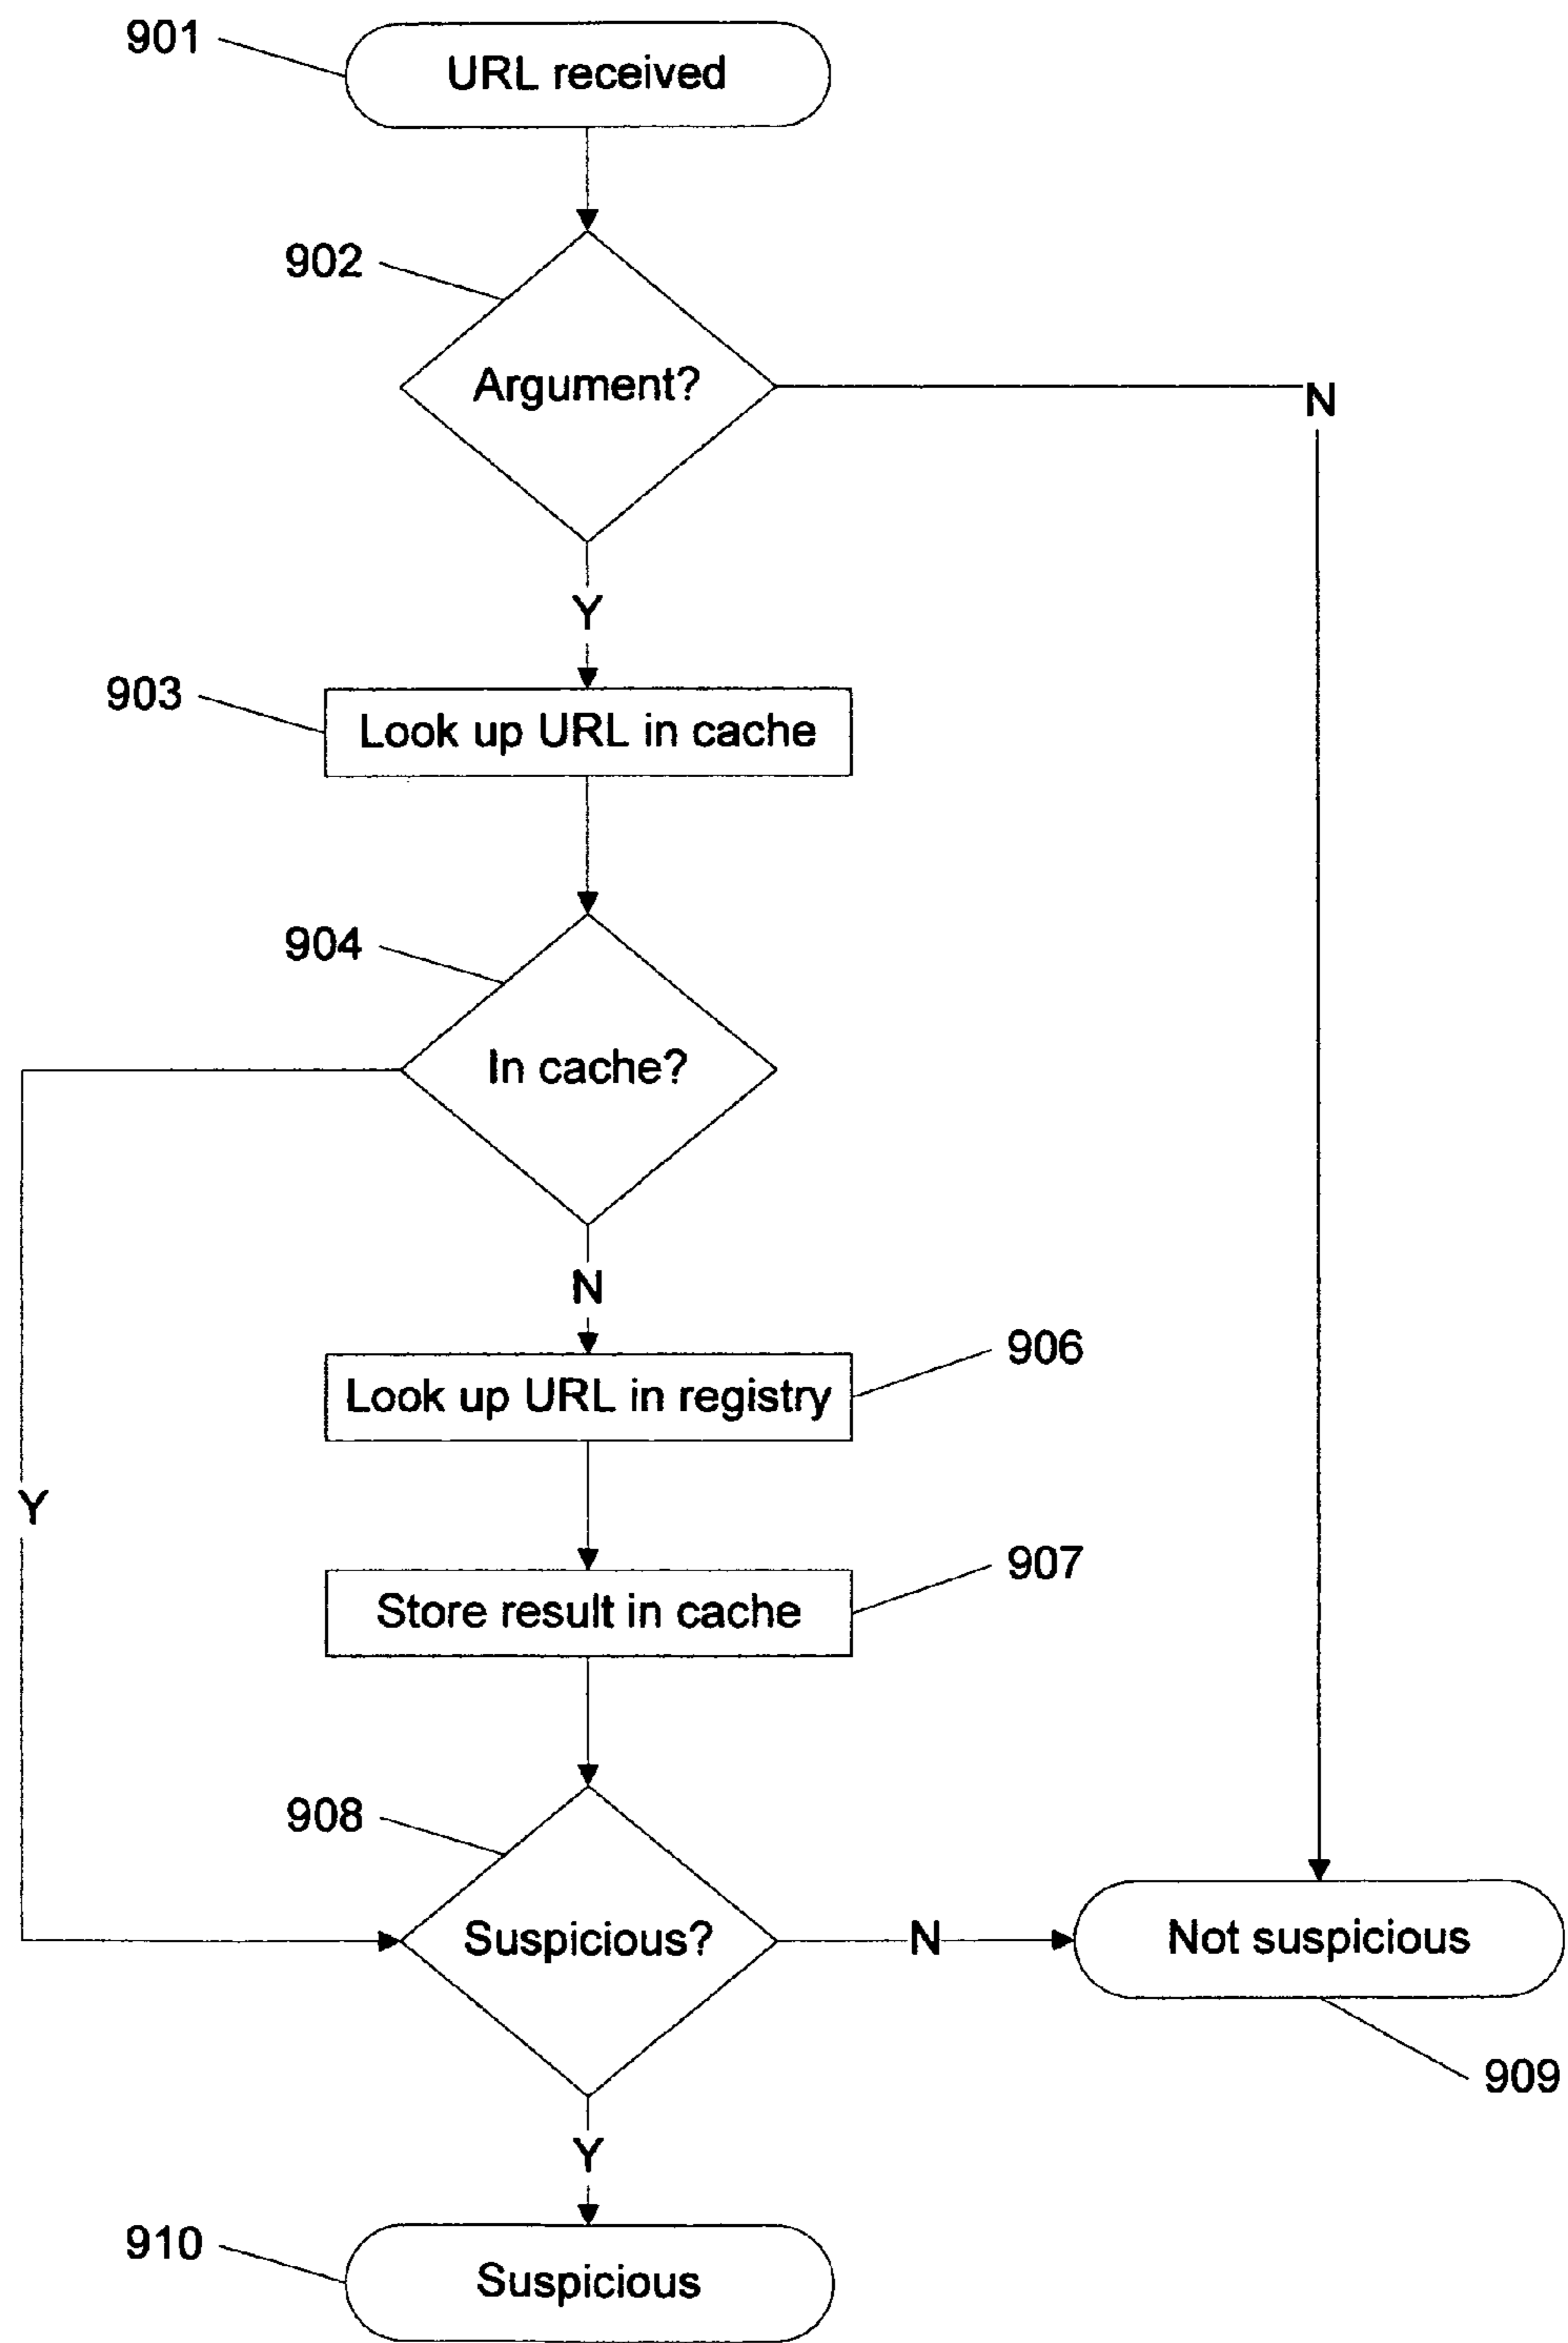 901
URL received
902
Argument?
N
Y
903
Look up URL in cache
904
In cache?
N
906
Look up URL in registry
Y
907
Store result in cache
908
Suspicious?
N
Not suspicious
909
Y
910
Suspicious